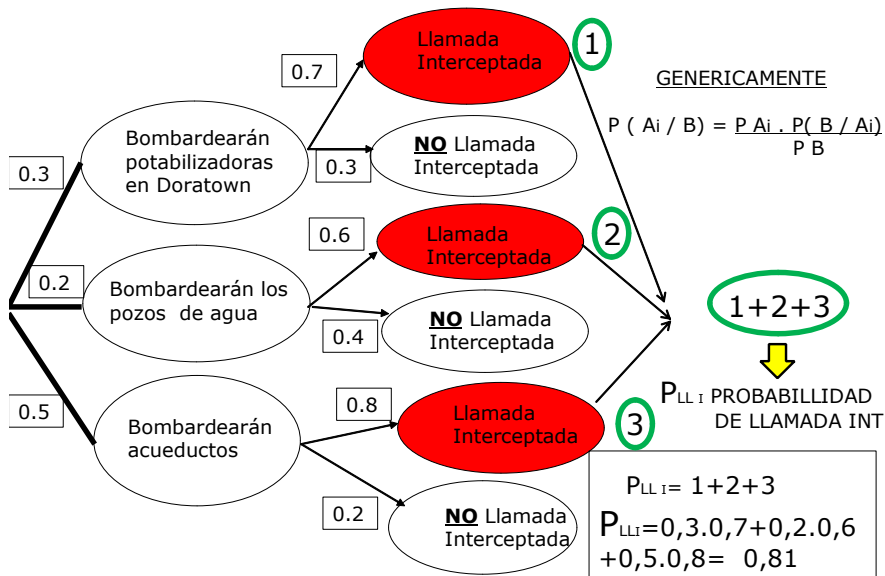 Llamada
Interceptada
1
0.7
GENERICAMENTE
P ( Ai / B) = P Ai . P( B / Ai)
P B
Bombardearán
potabilizadoras
en Doratown
NO Llamada
Interceptada
0.3
0.3
0.6
Llamada
Interceptada
2
0.2
Bombardearán los
pozos de agua
NO Llamada
Interceptada
0.4
1+2+3
PLL I PROBABILLIDAD
DE LLAMADA INT
0.5
0.8
Llamada
Interceptada
3
Bombardearán
acueductos
0.2
NO Llamada
Interceptada
PLL I= 1+2+3
PLLI=0,3.0,7+0,2.0,6
+0,5.0,8= 0,81